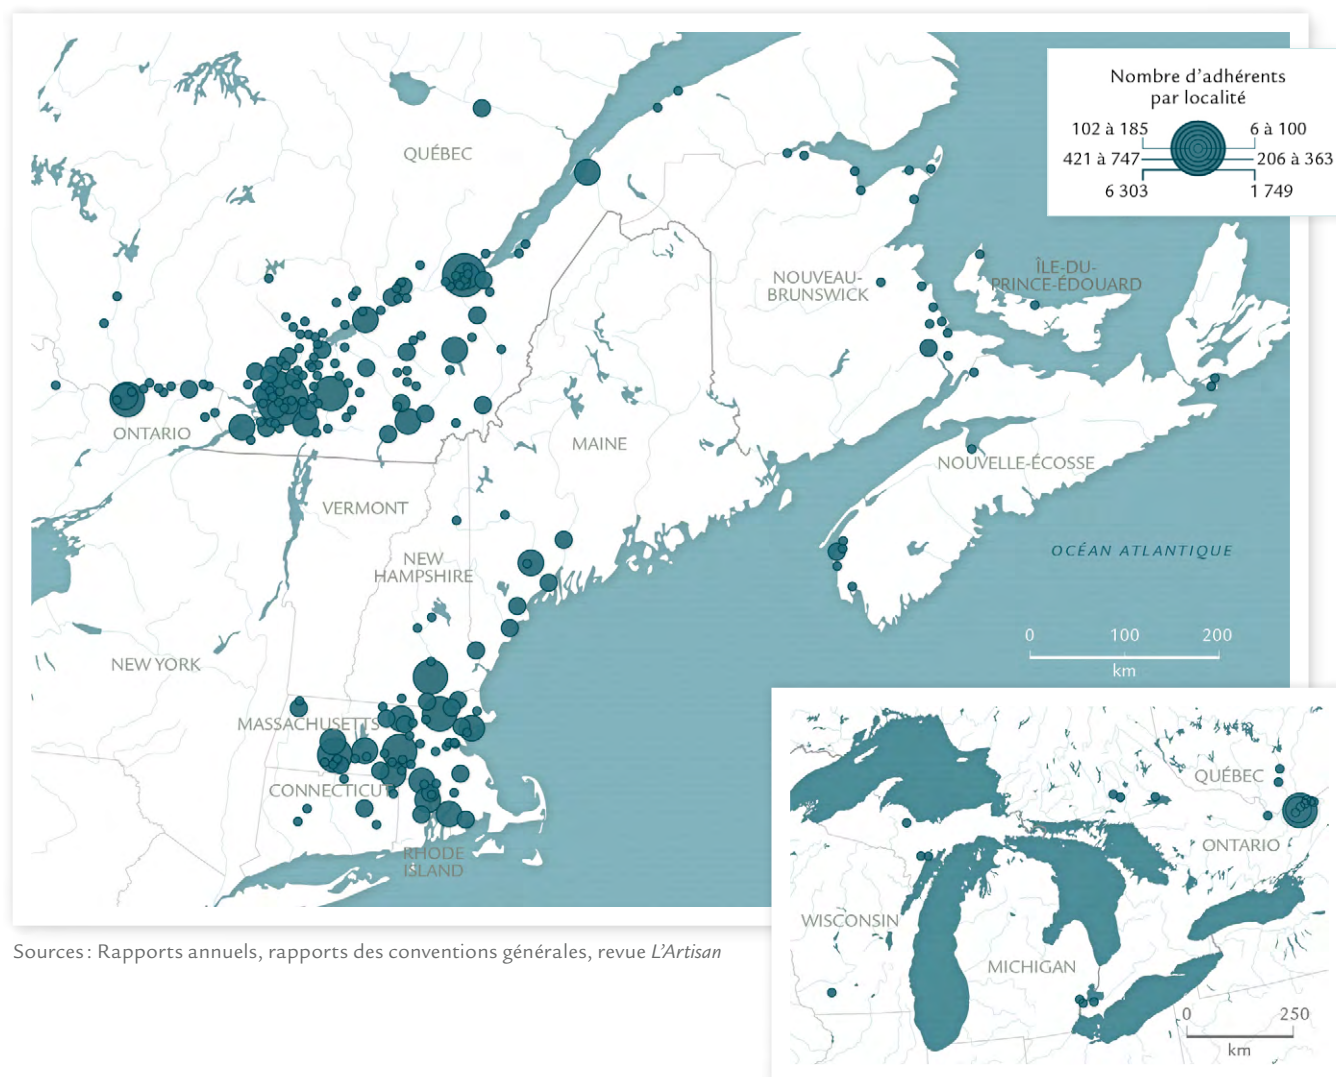 Nombre d'adhérents
par localité
102 à 185
6 à 100
421 à 747
206 à 363
6 303
1 749
QUÉBEC
NOUVEAU-
BRUNSWICK
ÎLE-DU-
PRINCE-ÉDOUARD
ONTARIO
MAINE
NOUVELLE-ÉCOSSE
VERMONT
NEW
HAMPSHIRE
OCÉAN ATLANTIQUE
0 100 200
km
NEW YORK
MASSACHUSETTS
CONNECTICUT
RHODE
ISLAND
QUÉBEC
ONTARIO
WISCONSIN
MICHIGAN
0 250
km
Sources : Rapports annuels, rapports des conventions générales, revue L'Artisan